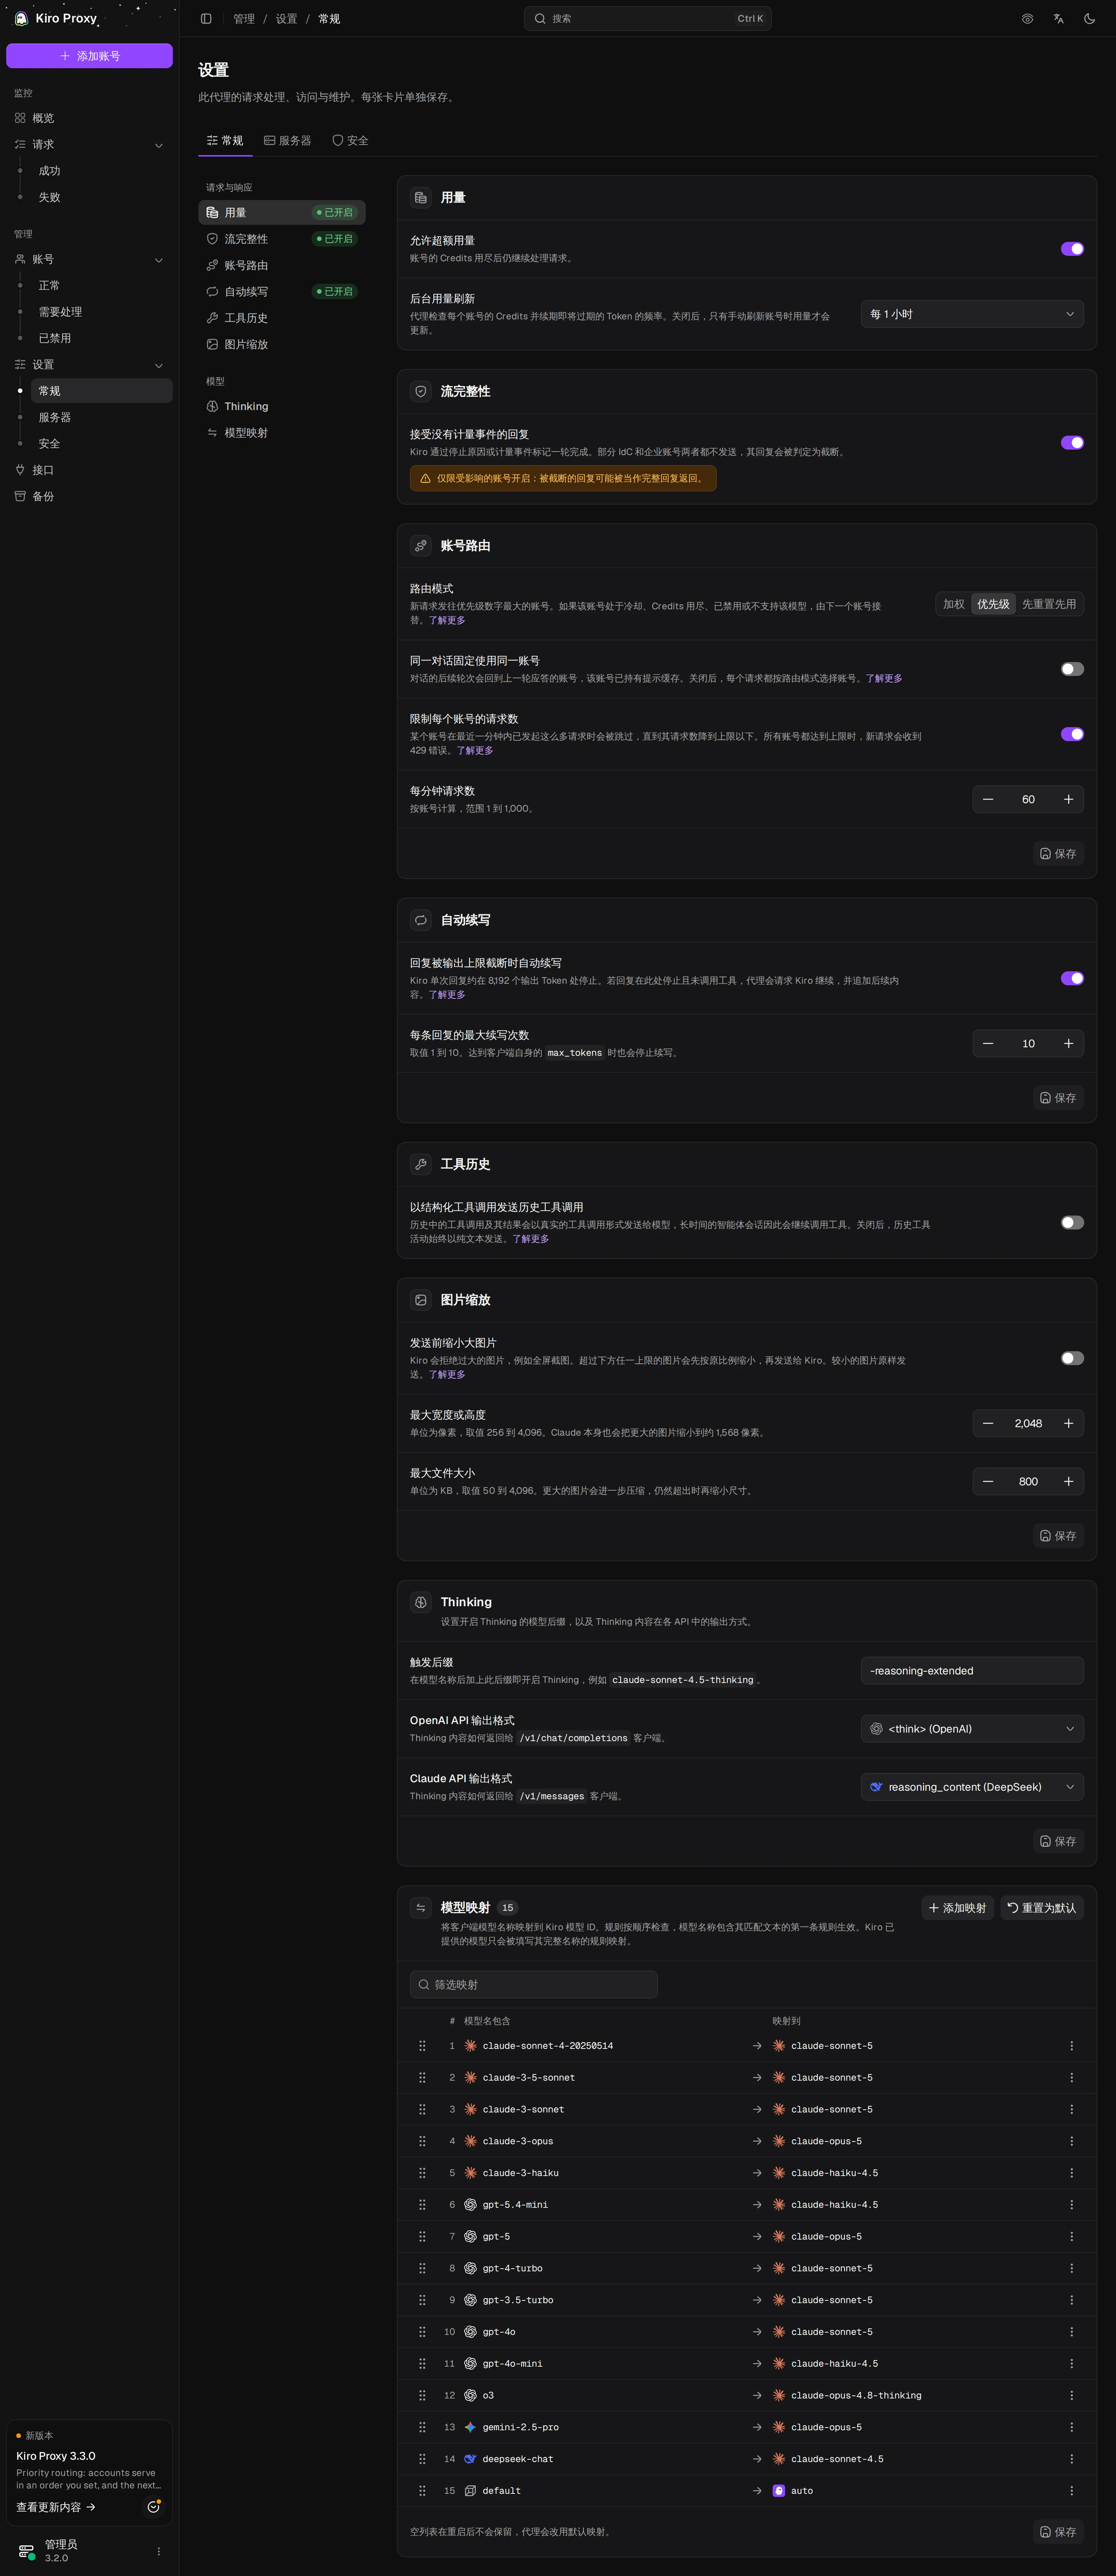 Kiro Proxy
管理 / 设置 / 常规
搜索
Ctrl K
添加账号
监控
概览
请求
成功
失败
管理
账号
正常
需要处理
已禁用
设置
常规
服务器
安全
接口
备份
新版本
Kiro Proxy 3.3.0
Priority routing: accounts serve
in an order you set, and the next...
查看更新内容
管理员
3.2.0
设置
此代理的请求处理、访问与维护。每张卡片单独保存。
常规
服务器
安全
请求与响应
用量 已开启
流完整性 已开启
账号路由
自动续写 已开启
工具历史
图片缩放
模型
Thinking
模型映射
用量
允许超额用量
账号的 Credits 用尽后仍继续处理请求。
后台用量刷新
代理检查每个账号的 Credits 并续期即将过期的 Token 的频率。关闭后，只有手动刷新账号时用量才会
更新。
每 1 小时
流完整性
接受没有计量事件的回复
Kiro 通过停止原因或计量事件标记一轮完成。部分 IdC 和企业账号两者都不发送，其回复会被判定为截断。
仅限受影响的账号开启：被截断的回复可能被当作完整回复返回。
账号路由
路由模式
新请求发往优先级数字最大的账号。如果该账号处于冷却、Credits 用尽、已禁用或不支持该模型，由下一个账号接
替。了解更多
加权 优先级 先重置先用
同一对话固定使用同一账号
对话的后续轮次会回到上一轮应答的账号，该账号已持有提示缓存。关闭后，每个请求都按路由模式选择账号。了解更多
限制每个账号的请求数
某个账号在最近一分钟内已发起这么多请求时会被跳过，直到其请求数降到上限以下。所有账号都达到上限时，新请求会收到
429 错误。了解更多
每分钟请求数
按账号计算，范围 1 到 1,000。
60
保存
自动续写
回复被输出上限截断时自动续写
Kiro 单次回复约在 8,192 个输出 Token 处停止。若回复在此处停止且未调用工具，代理会请求 Kiro 继续，并追加后续内
容。了解更多
每条回复的最大续写次数
取值 1 到 10。达到客户端自身的 max_tokens 时也会停止续写。
10
保存
工具历史
以结构化工具调用发送历史工具调用
历史中的工具调用及其结果会以真实的工具调用形式发送给模型，长时间的智能体会话因此会继续调用工具。关闭后，历史工具
活动始终以纯文本发送。了解更多
图片缩放
发送前缩小大图片
Kiro 会拒绝过大的图片，例如全屏截图。超过下方任一上限的图片会先按原比例缩小，再发送给 Kiro。较小的图片原样发
送。了解更多
最大宽度或高度
单位为像素，取值 256 到 4,096。Claude 本身也会把更大的图片缩小到约 1,568 像素。
2,048
最大文件大小
单位为 KB，取值 50 到 4,096。更大的图片会进一步压缩，仍然超出时再缩小尺寸。
800
保存
Thinking
设置开启 Thinking 的模型后缀，以及 Thinking 内容在各 API 中的输出方式。
触发后缀
在模型名称后加上此后缀即开启 Thinking，例如 claude-sonnet-4.5-thinking。
-reasoning-extended
OpenAI API 输出格式
Thinking 内容如何返回给 /v1/chat/completions 客户端。
<think> (OpenAI)
Claude API 输出格式
Thinking 内容如何返回给 /v1/messages 客户端。
reasoning_content (DeepSeek)
保存
模型映射 15
将客户端模型名称映射到 Kiro 模型 ID。规则按顺序检查，模型名称包含其匹配文本的第一条规则生效。Kiro 已
提供的模型只会被填写其完整名称的规则映射。
添加映射
重置为默认
筛选映射
# 模型名包含 映射到
1 claude-sonnet-4-20250514 → claude-sonnet-5
2 claude-3-5-sonnet → claude-sonnet-5
3 claude-3-sonnet → claude-sonnet-5
4 claude-3-opus → claude-opus-5
5 claude-3-haiku → claude-haiku-4.5
6 gpt-5.4-mini → claude-haiku-4.5
7 gpt-5 → claude-opus-5
8 gpt-4-turbo → claude-sonnet-5
9 gpt-3.5-turbo → claude-sonnet-5
10 gpt-4o → claude-sonnet-5
11 gpt-4o-mini → claude-haiku-4.5
12 o3 → claude-opus-4.8-thinking
13 gemini-2.5-pro → claude-opus-5
14 deepseek-chat → claude-sonnet-4.5
15 default → auto
空列表在重启后不会保留，代理会改用默认映射。
保存